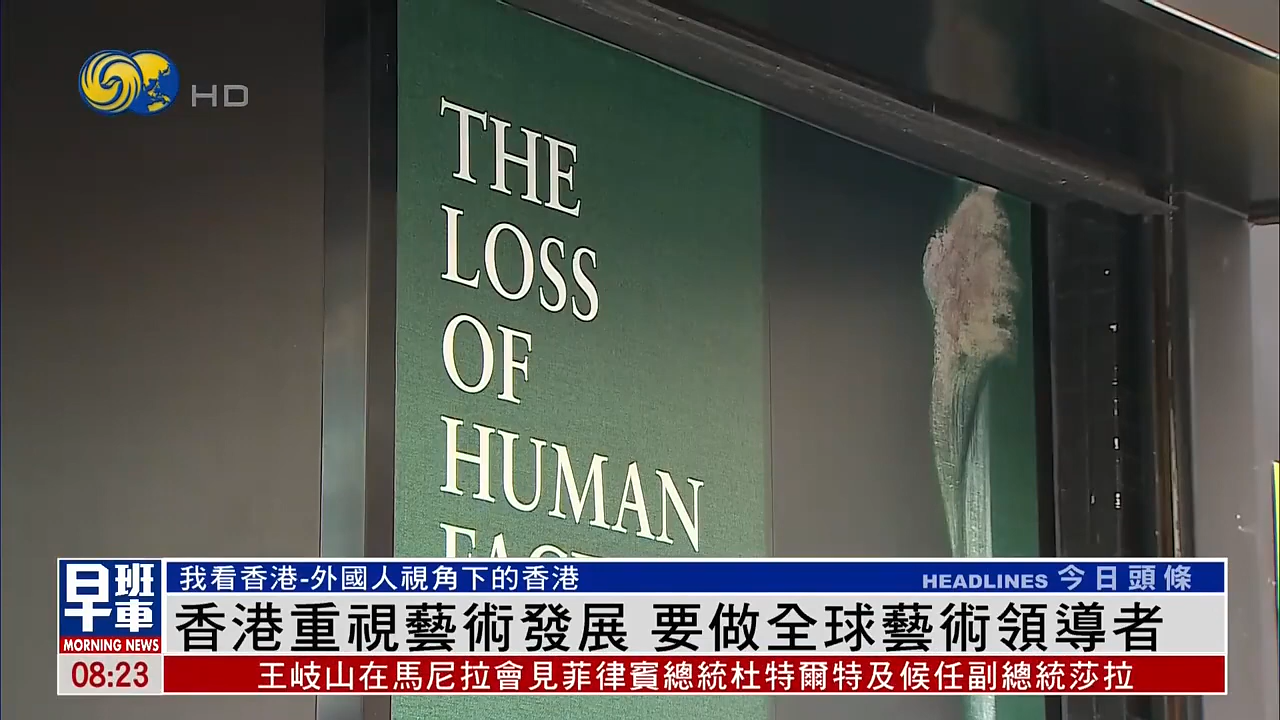 HD
THE
LOSS
OF
HUMAN
早班車
MORNING NEWS
我看香港-外國人視角下的香港
HEADLINES 今日頭條
香港重視藝術發展 要做全球藝術領導者
08:23
王岐山在馬尼拉會見菲律賓總統杜特爾特及候任副總統莎拉